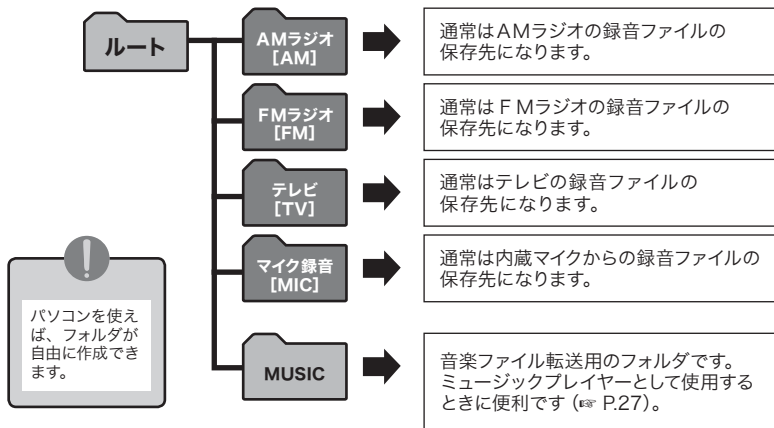 ルート
AMラジオ
[AM]
通常はAMラジオの録音ファイルの
保存先になります。
FMラジオ
[FM]
通常はFMラジオの録音ファイルの
保存先になります。
テレビ
[TV]
通常はテレビの録音ファイルの
保存先になります。
マイク録音
[MIC]
通常は内蔵マイクからの録音ファイルの
保存先になります。
MUSIC
音楽ファイル転送用のフォルダです。
ミュージックプレイヤーとして使用する
ときに便利です (☞ P.27)。
!
パソコンを使え
ば、フォルダが
自由に作成でき
ます。